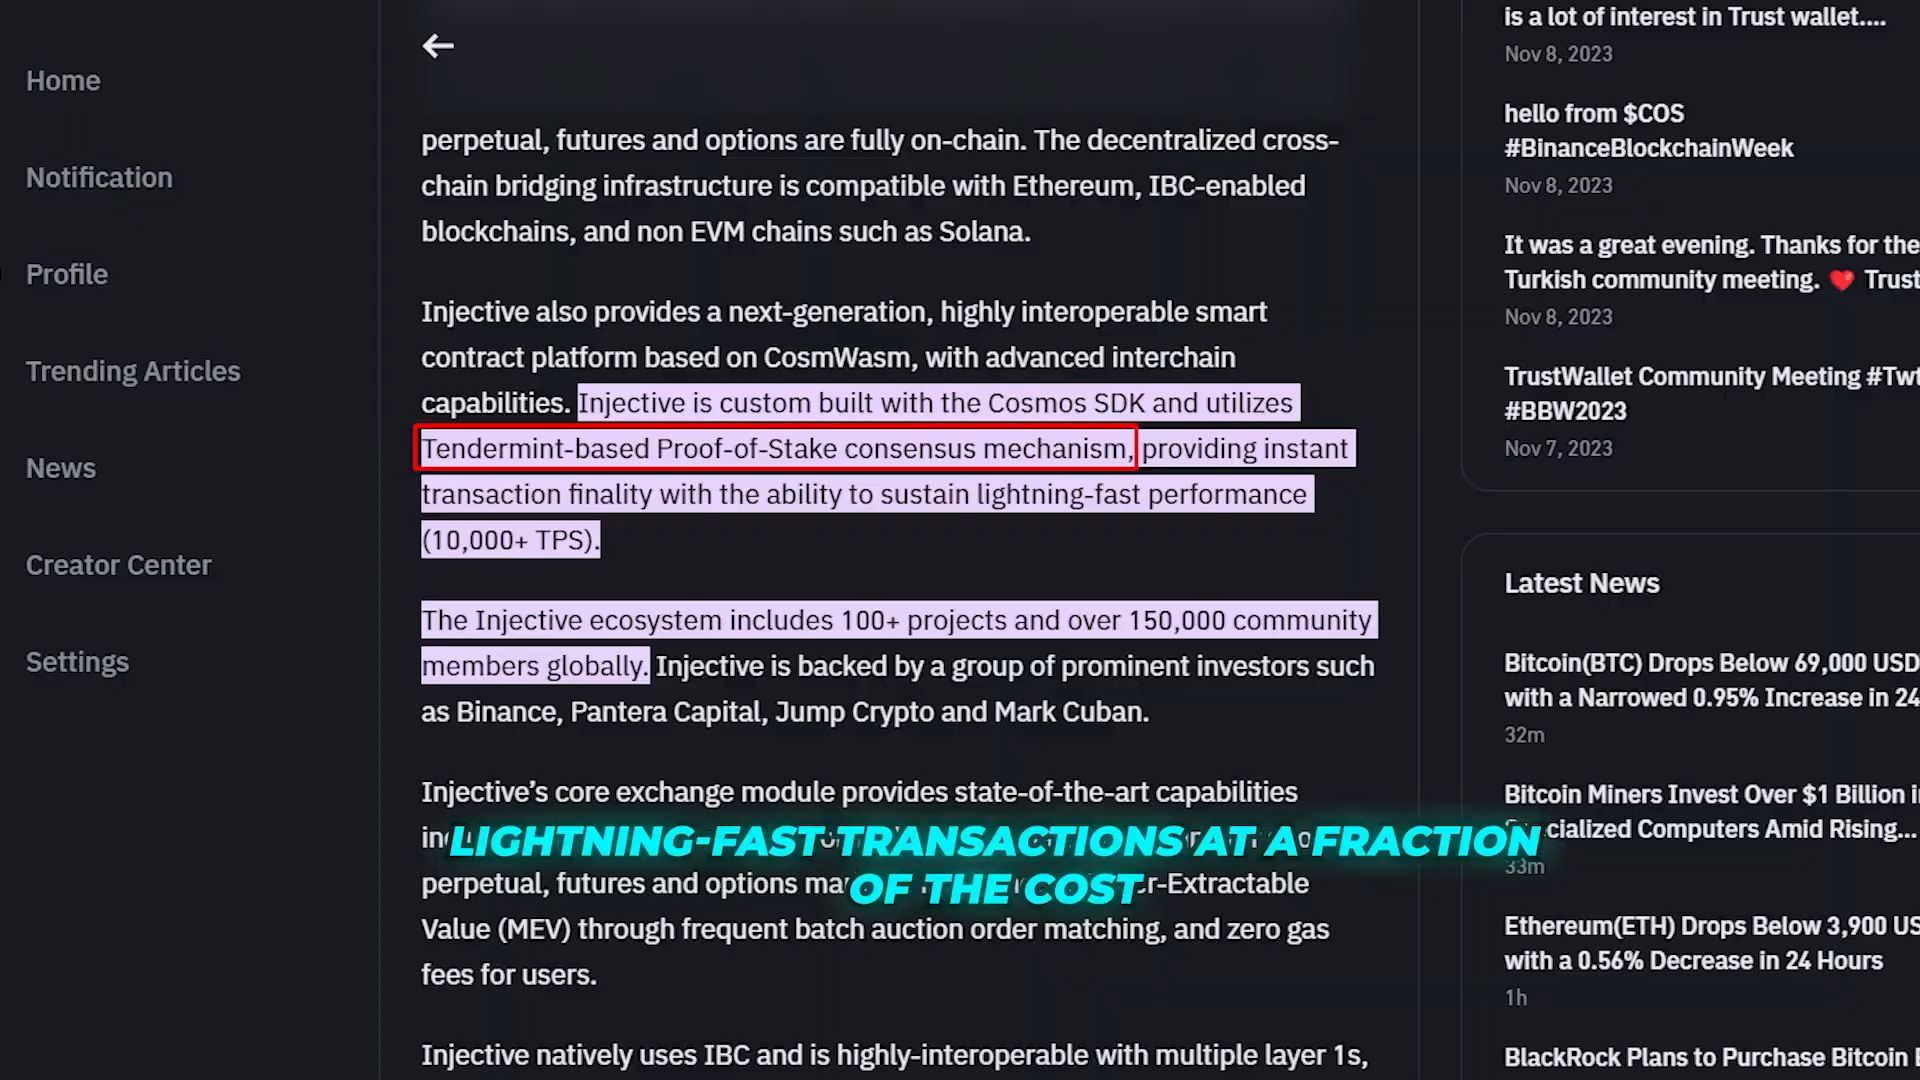 Home
Notification
Profile
Trending Articles
News
Creator Center
Settings
perpetual, futures and options are fully on-chain. The decentralized cross-
chain bridging infrastructure is compatible with Ethereum, IBC-enabled
blockchains, and non EVM chains such as Solana.
Injective also provides a next-generation, highly interoperable smart
contract platform based on CosmWasm, with advanced interchain
capabilities. Injective is custom built with the Cosmos SDK and utilizes
Tendermint-based Proof-of-Stake consensus mechanism, providing instant
transaction finality with the ability to sustain lightning-fast performance
(10,000+ TPS).
The Injective ecosystem includes 100+ projects and over 150,000 community
members globally. Injective is backed by a group of prominent investors such
as Binance, Pantera Capital, Jump Crypto and Mark Cuban.
Injective’s core exchange module provides state-of-the-art capabilities
LIGHTNING-FAST TRANSACTIONS AT A FRACTION
OF THE COST
perpetual, futures and options
Value (MEV) through frequent batch auction order matching, and zero gas
fees for users.
Injective natively uses IBC and is highly-interoperable with multiple layer 1s,
is a lot of interest in Trust wallet....
Nov 8, 2023
hello from $COS
#BinanceBlockchainWeek
Nov 8, 2023
It was a great evening. Thanks for the
Turkish community meeting. ❤️ Trust
Nov 8, 2023
TrustWallet Community Meeting #Twt
#BBW2023
Nov 7, 2023
Latest News
Bitcoin(BTC) Drops Below 69,000 USD
with a Narrowed 0.95% Increase in 24
32m
Bitcoin Miners Invest Over $1 Billion
Computers Amid Rising...
33m
Ethereum(ETH) Drops Below 3,900 US
with a 0.56% Decrease in 24 Hours
1h
BlackRock Plans to Purchase Bitcoin